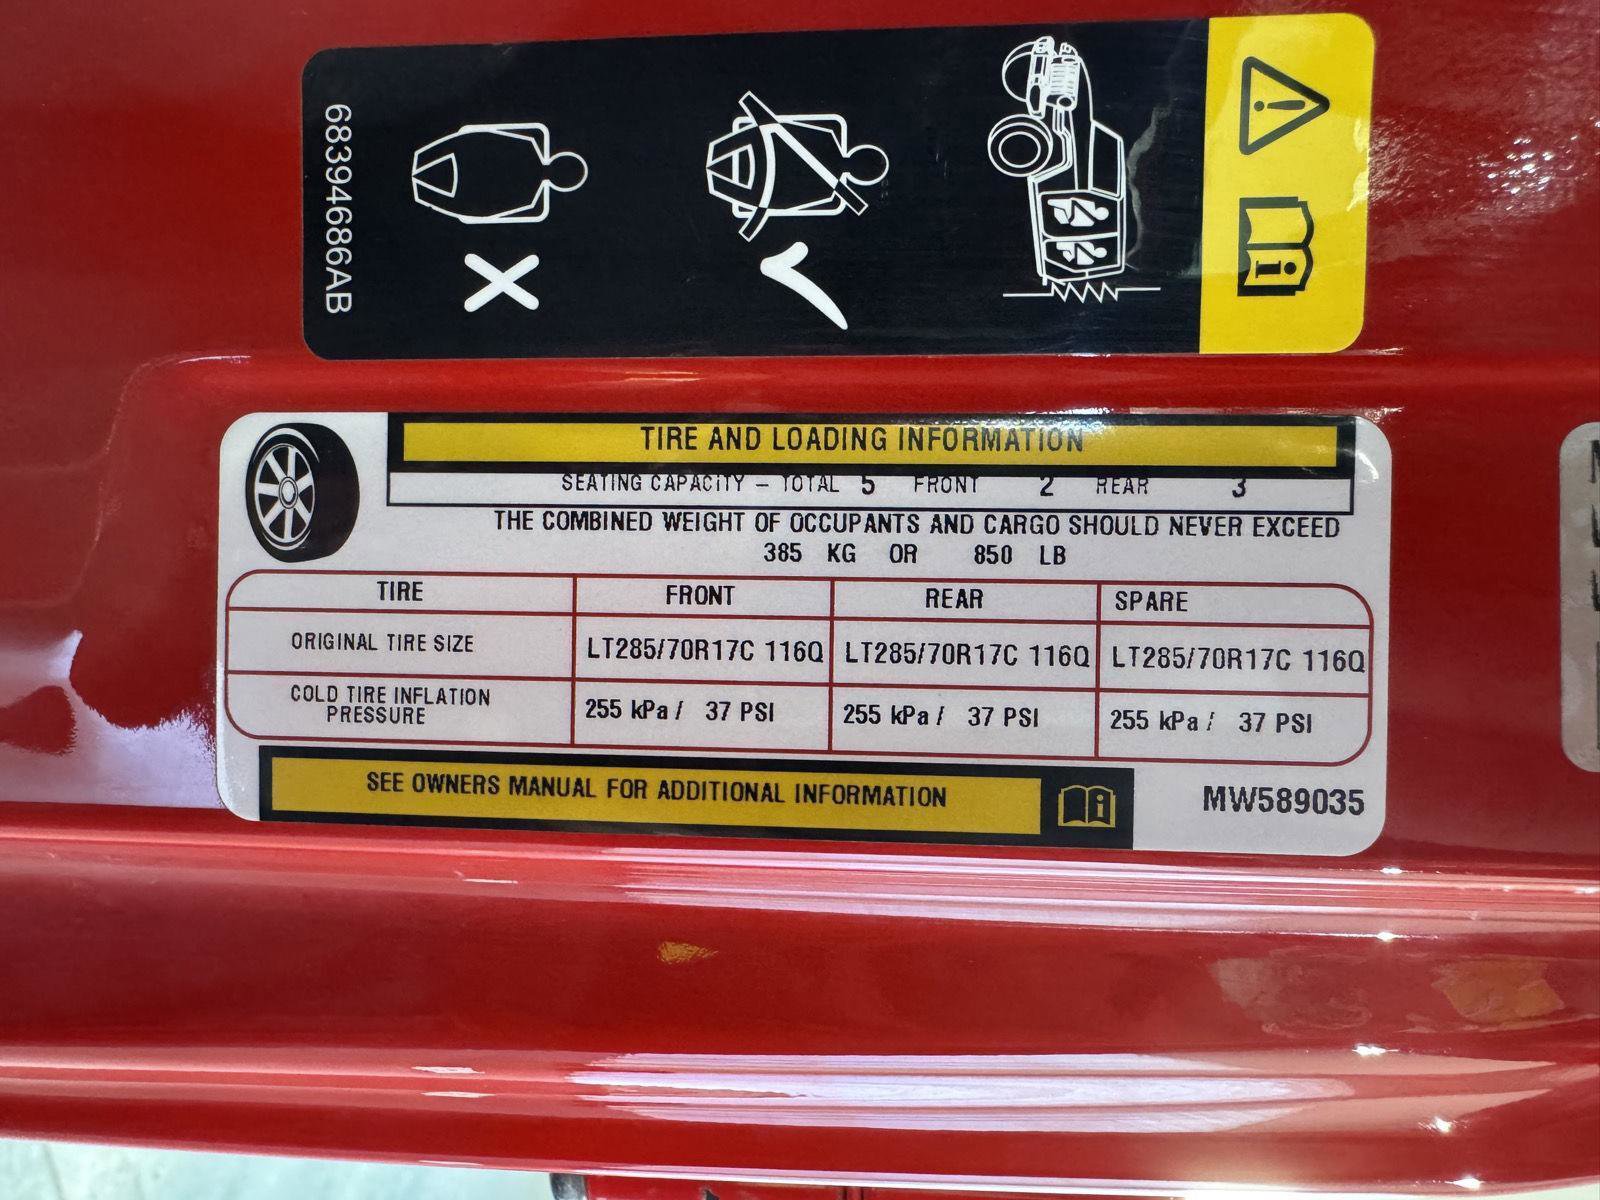 68394686AB
TIRE AND LOADING INFORMATION
SEATING CAPACITY – TOTAL 5 FRONT 2 REAR 3
THE COMBINED WEIGHT OF OCCUPANTS AND CARGO SHOULD NEVER EXCEED
385 KG OR 850 LB
TIRE FRONT REAR SPARE
ORIGINAL TIRE SIZE LT285/70R17C 116Q LT285/70R17C 116Q LT285/70R17C 116Q
COLD TIRE INFLATION
PRESSURE 255 kPa / 37 PSI 255 kPa / 37 PSI 255 kPa / 37 PSI
SEE OWNERS MANUAL FOR ADDITIONAL INFORMATION
MW589035